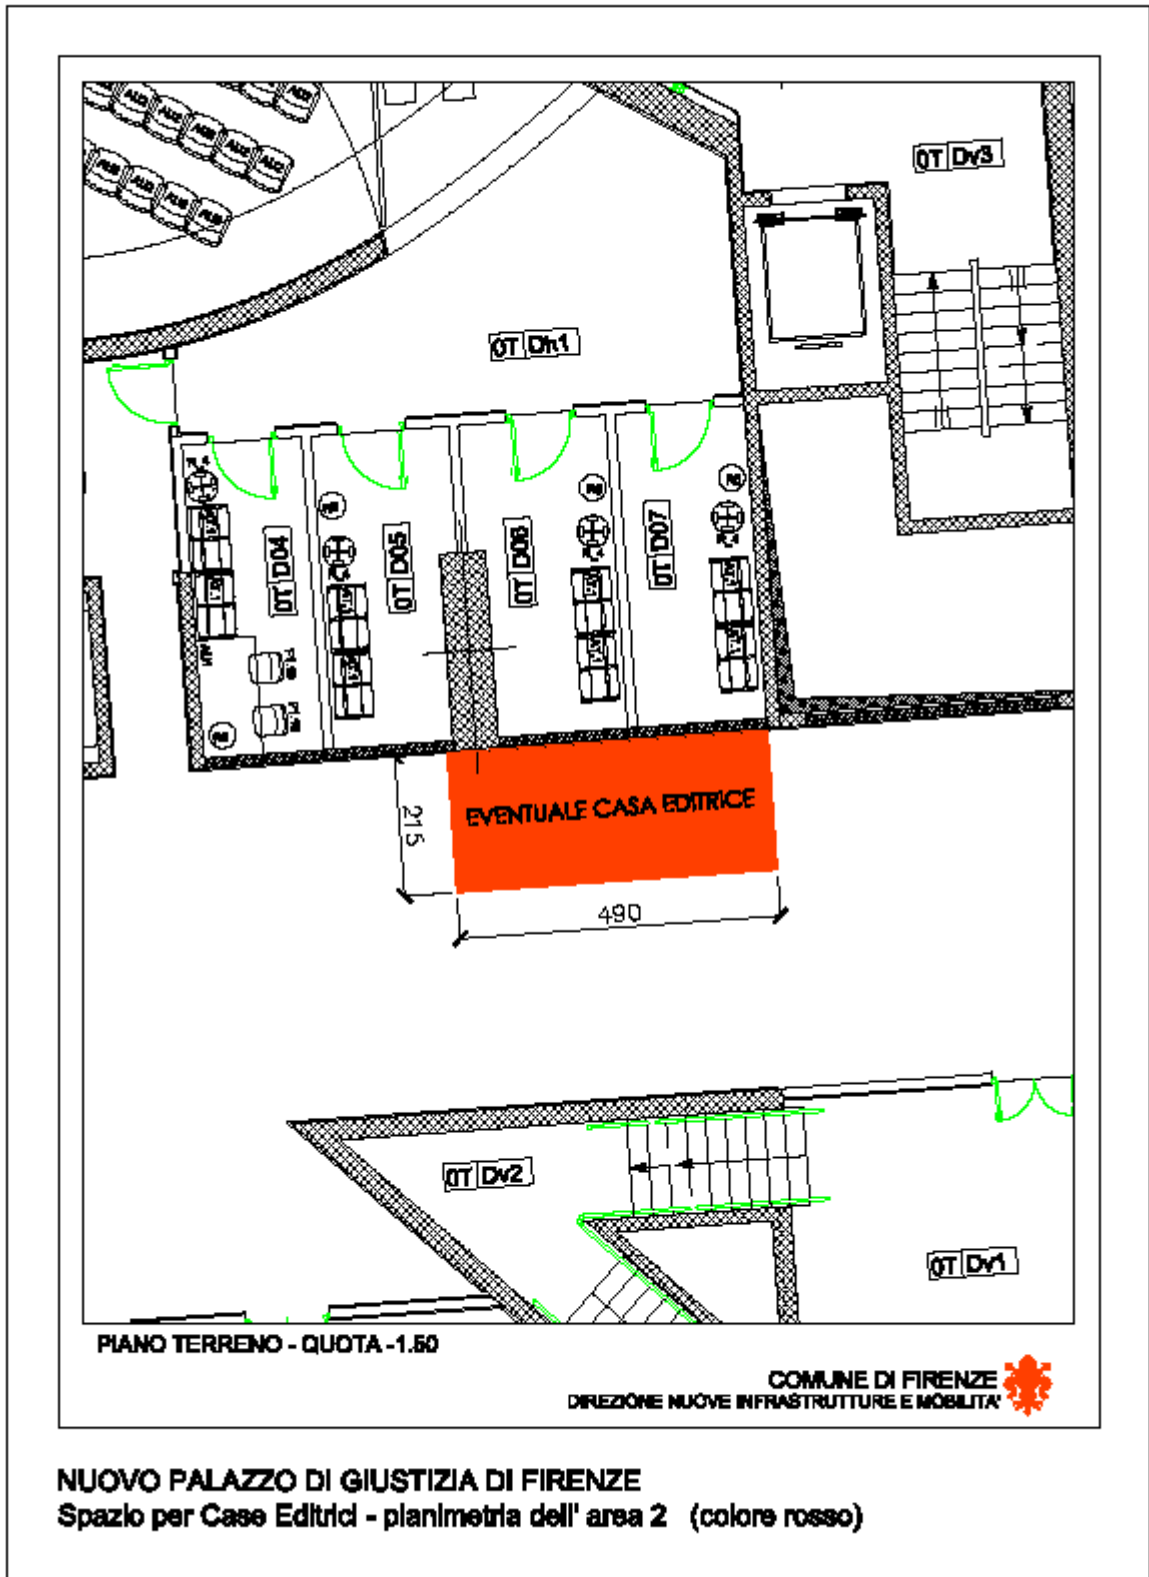 0T Dv3
0T Dh1
0T D04
0T D05
0T D06
0T D07
EVENTUALE CASA EDITRICE
215
490
0T Dv2
0T Dv1
PIANO TERRENO - QUOTA -1.50
COMUNE DI FIRENZE
DIREZIONE NUOVE INFRASTRUTTURE E MOBILITA'
NUOVO PALAZZO DI GIUSTIZIA DI FIRENZE
Spazio per Case Editrici - planimetria dell' area 2 (colore rosso)